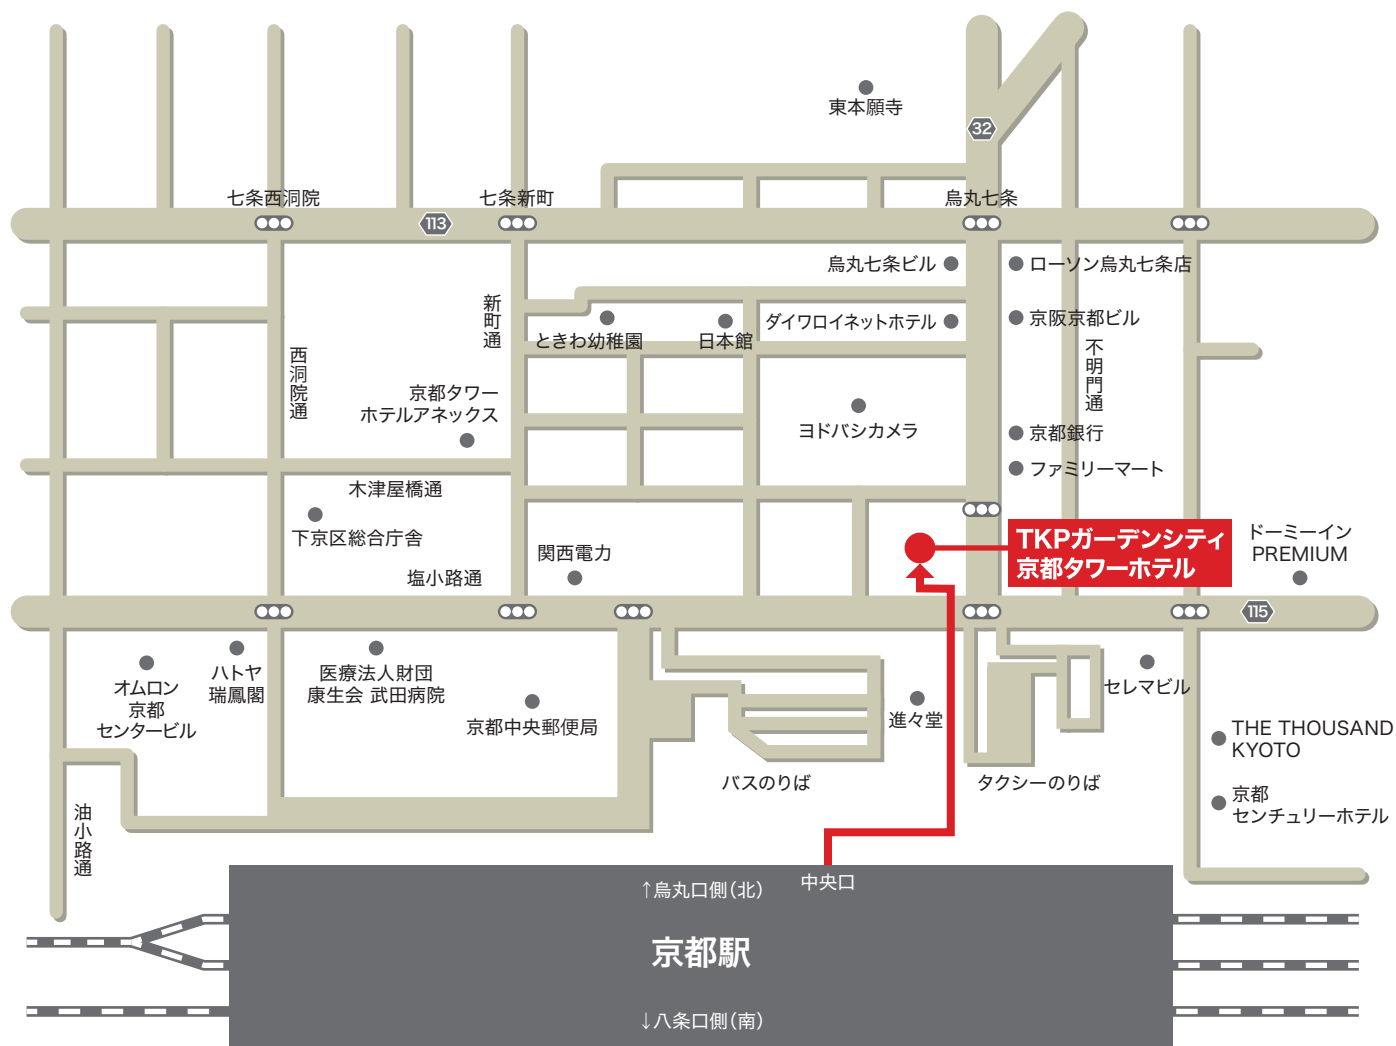 東本願寺
32
七条西洞院
七条新町
烏丸七条
113
烏丸七条ビル
ローソン烏丸七条店
新町通
ときわ幼稚園
日本館
ダイワロイネットホテル
京阪京都ビル
西洞院通
不明門通
京都タワー
ホテルアネックス
ヨドバシカメラ
京都銀行
ファミリーマート
木津屋橋通
下京区総合庁舎
関西電力
塩小路通
TKPガーデンシティ
京都タワーホテル
ドーミーイン
PREMIUM
115
オムロン
京都
センタービル
ハトヤ
瑞鳳閣
医療法人財団
康生会 武田病院
京都中央郵便局
進々堂
セレマビル
バスのりば
タクシーのりば
THE THOUSAND
KYOTO
京都
センチュリーホテル
油小路通
↑烏丸口側(北)
中央口
京都駅
↓八条口側(南)